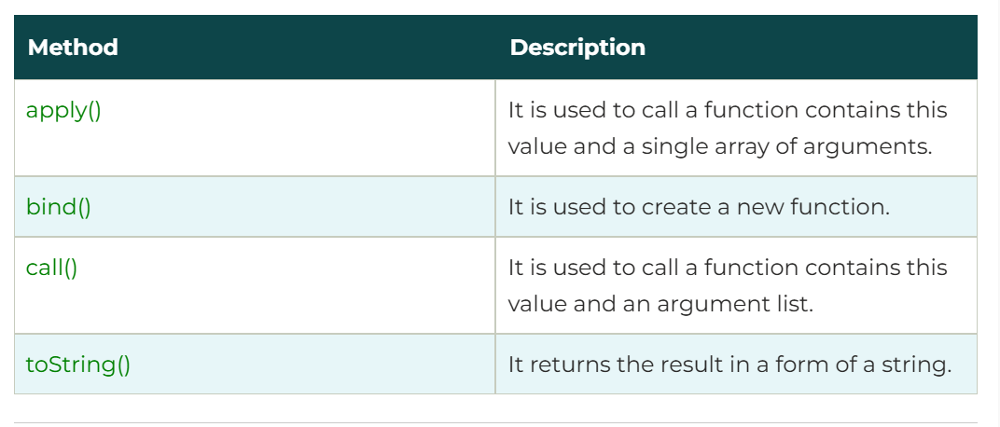 Method Description
apply() It is used to call a function contains this
value and a single array of arguments.
bind() It is used to create a new function.
call() It is used to call a function contains this
value and an argument list.
toString() It returns the result in a form of a string.